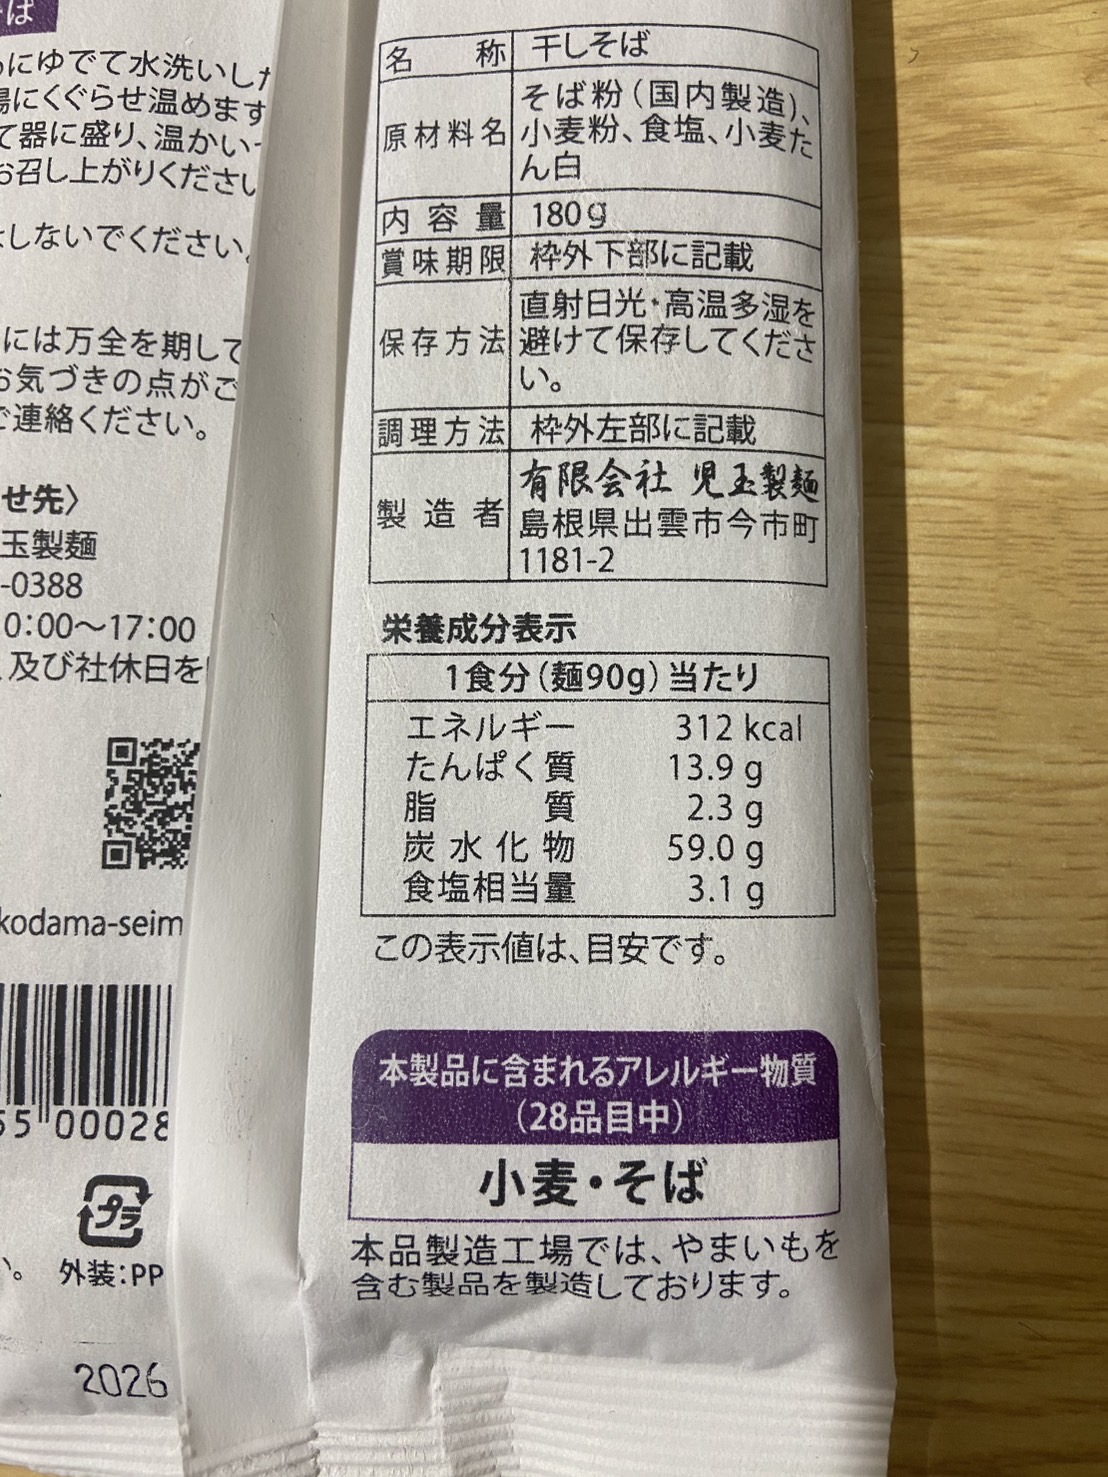 ば
にゆでて水洗いした
湯にくぐらせ温めます
て器に盛り、温かい
お召し上がりください
しないでください。
には万全を期して
お気づきの点がご
ご連絡ください。
せ先〉
玉製麺
-0388
0:00〜17:00
及び社休日を
kodama-seim
55 00028
プラ
外装:PP
2026
名称 干しそば
原材料名 そば粉(国内製造)、
小麦粉、食塩、小麦た
ん白
内容量 180g
賞味期限 枠外下部に記載
保存方法 直射日光・高温多湿を
避けて保存してくださ
い。
調理方法 枠外左部に記載
製造者 有限会社 児玉製麺
島根県出雲市今市町
1181-2
栄養成分表示
1食分(麺90g)当たり
エネルギー 312 kcal
たんぱく質 13.9 g
脂質 2.3 g
炭水化物 59.0 g
食塩相当量 3.1 g
この表示値は、目安です。
本製品に含まれるアレルギー物質
(28品目中)
小麦・そば
本品製造工場では、やまいもを
含む製品を製造しております。